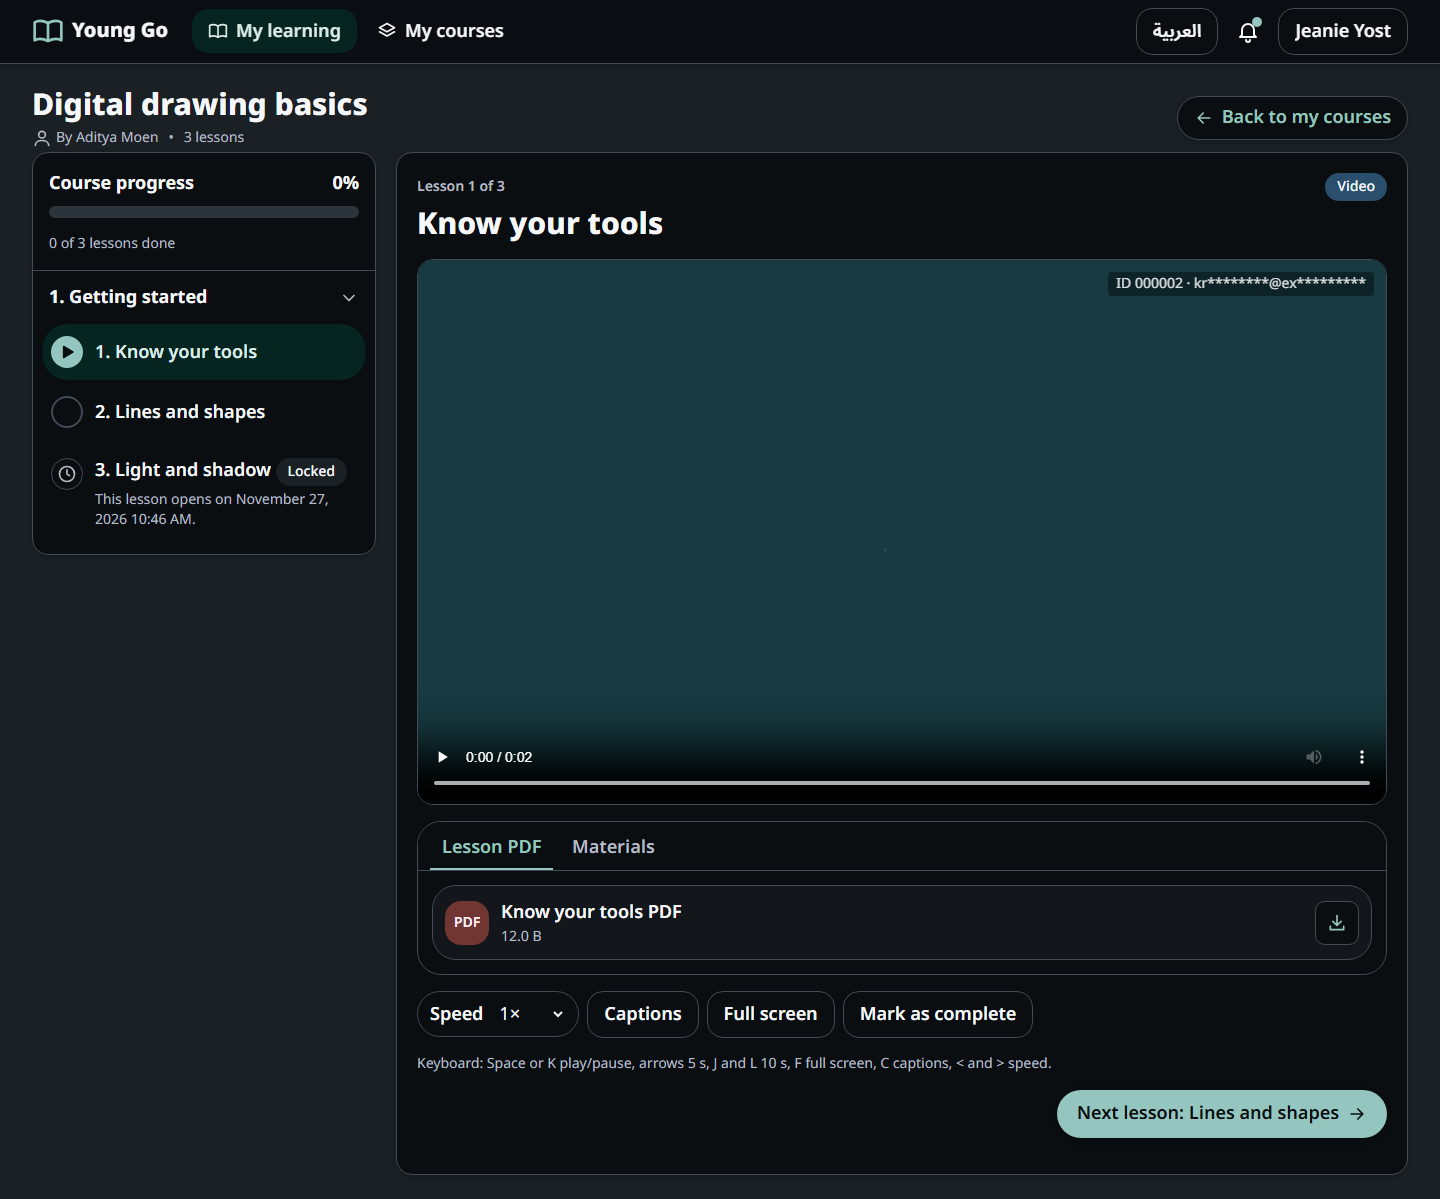 Young Go
My learning
My courses
العربية
Jeanie Yost
Digital drawing basics
By Aditya Moen • 3 lessons
Back to my courses
Course progress 0%
0 of 3 lessons done
1. Getting started
1. Know your tools
2. Lines and shapes
3. Light and shadow Locked
This lesson opens on November 27,
2026 10:46 AM.
Lesson 1 of 3
Video
Know your tools
ID 000002 · kr********@ex*********
0:00 / 0:02
Lesson PDF
Materials
PDF
Know your tools PDF
12.0 B
Speed 1×
Captions
Full screen
Mark as complete
Keyboard: Space or K play/pause, arrows 5 s, J and L 10 s, F full screen, C captions, < and > speed.
Next lesson: Lines and shapes